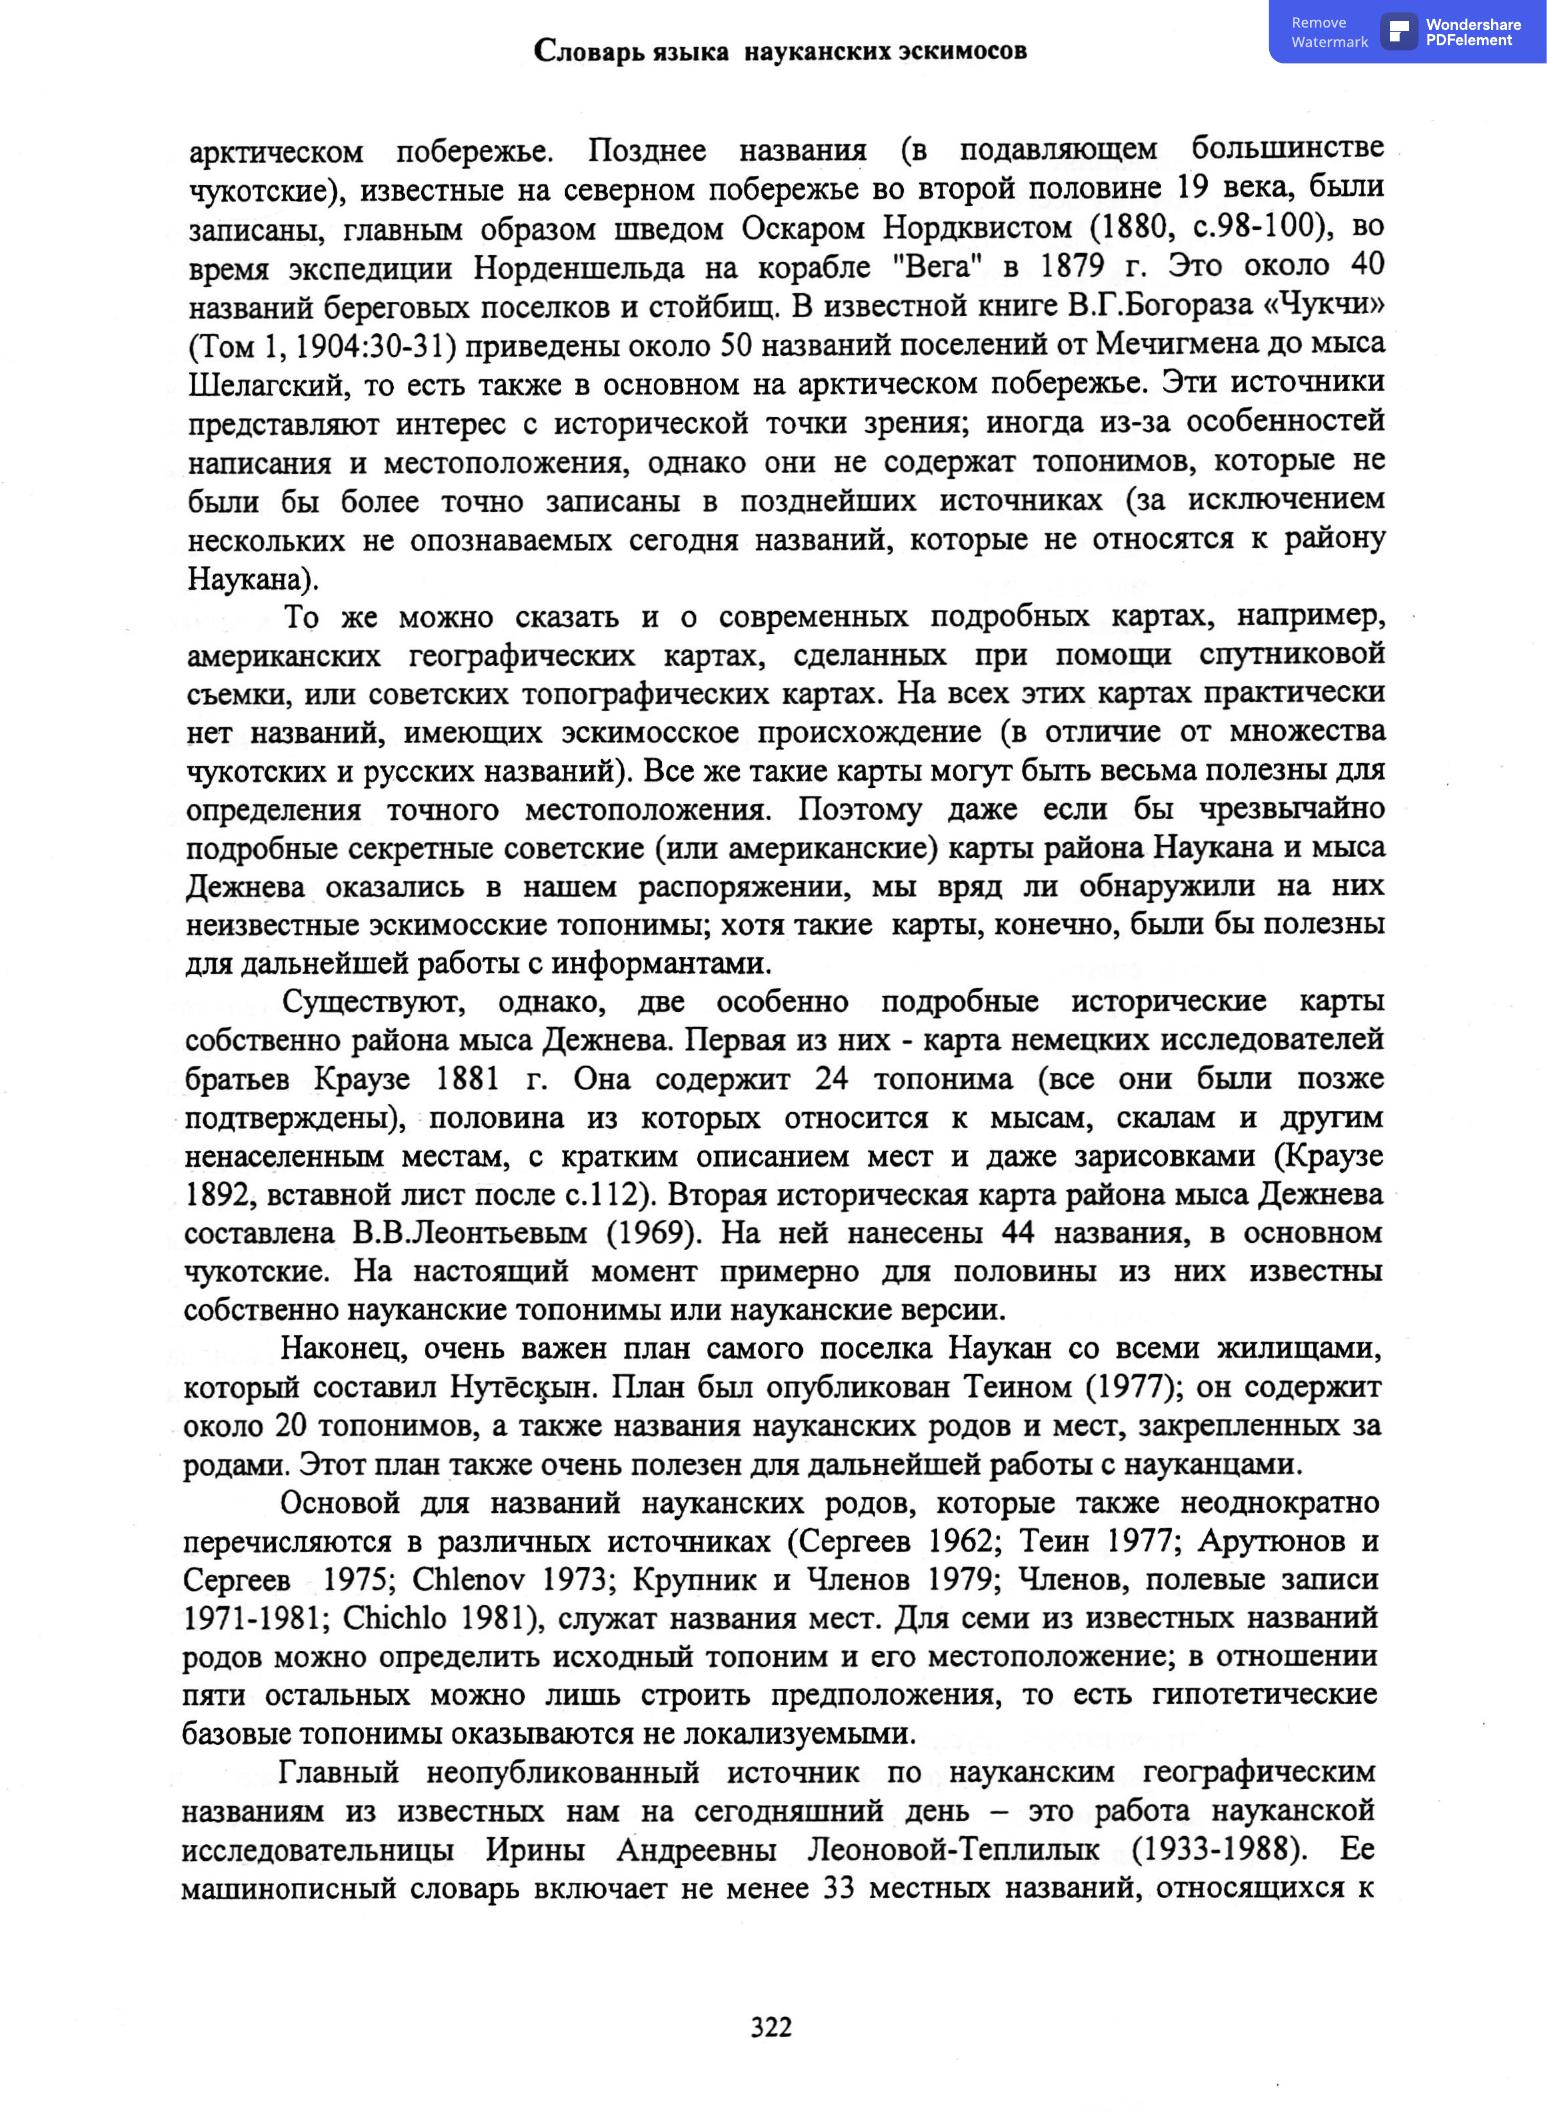 Remove
Watermark
Wondershare
PDFelement
Словарь языка науканских эскимосов
арктическом побережье. Позднее названия (в подавляющем большинстве
чукотские), известные на северном побережье во второй половине 19 века, были
записаны, главным образом шведом Оскаром Нордквистом (1880, с.98-100), во
время экспедиции Норденшельда на корабле "Вега" в 1879 г. Это около 40
названий береговых поселков и стойбищ. В известной книге В.Г.Богораза «Чукчи»
(Том 1, 1904:30-31) приведены около 50 названий поселений от Мечигмена до мыса
Шелагский, то есть также в основном на арктическом побережье. Эти источники
представляют интерес с исторической точки зрения; иногда из-за особенностей
написания и местоположения, однако они не содержат топонимов, которые не
были бы более точно записаны в позднейших источниках (за исключением
нескольких не опознаваемых сегодня названий, которые не относятся к району
Наукана).
То же можно сказать и о современных подробных картах, например,
американских географических картах, сделанных при помощи спутниковой
съемки, или советских топографических картах. На всех этих картах практически
нет названий, имеющих эскимосское происхождение (в отличие от множества
чукотских и русских названий). Все же такие карты могут быть весьма полезны для
определения точного местоположения. Поэтому даже если бы чрезвычайно
подробные секретные советские (или американские) карты района Наукана и мыса
Дежнева оказались в нашем распоряжении, мы вряд ли обнаружили на них
неизвестные эскимосские топонимы; хотя такие карты, конечно, были бы полезны
для дальнейшей работы с информантами.
Существуют, однако, две особенно подробные исторические карты
собственно района мыса Дежнева. Первая из них - карта немецких исследователей
братьев Краузе 1881 г. Она содержит 24 топонима (все они были позже
подтверждены), половина из которых относится к мысам, скалам и другим
ненаселенным местам, с кратким описанием мест и даже зарисовками (Краузе
1892, вставной лист после с.112). Вторая историческая карта района мыса Дежнева
составлена В.В.Леонтьевым (1969). На ней нанесены 44 названия, в основном
чукотские. На настоящий момент примерно для половины из них известны
собственно науканские топонимы или науканские версии.
Наконец, очень важен план самого поселка Наукан со всеми жилищами,
который составил Нутēсӄын. План был опубликован Теином (1977); он содержит
около 20 топонимов, а также названия науканских родов и мест, закрепленных за
родами. Этот план также очень полезен для дальнейшей работы с науканцами.
Основой для названий науканских родов, которые также неоднократно
перечисляются в различных источниках (Сергеев 1962; Теин 1977; Арутюнов и
Сергеев 1975; Chlenov 1973; Крупник и Членов 1979; Членов, полевые записи
1971-1981; Chichlo 1981), служат названия мест. Для семи из известных названий
родов можно определить исходный топоним и его местоположение; в отношении
пяти остальных можно лишь строить предположения, то есть гипотетические
базовые топонимы оказываются не локализуемыми.
Главный неопубликованный источник по науканским географическим
названиям из известных нам на сегодняшний день – это работа науканской
исследовательницы Ирины Андреевны Леоновой-Теплилык (1933-1988). Ее
машинописный словарь включает не менее 33 местных названий, относящихся к
322